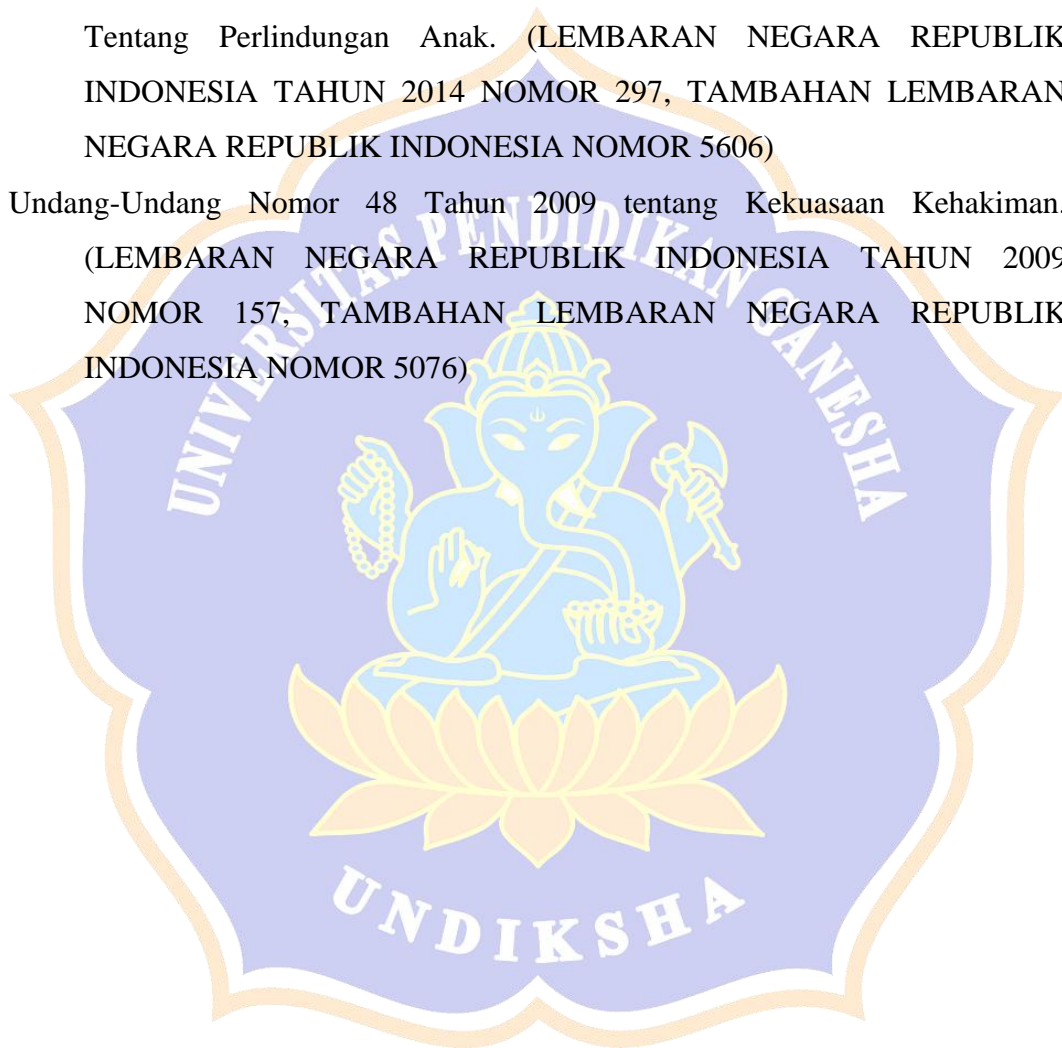 Tentang Perlindungan Anak. (LEMBARAN NEGARA REPUBLIK
INDONESIA TAHUN 2014 NOMOR 297, TAMBAHAN LEMBARAN
NEGARA REPUBLIK INDONESIA NOMOR 5606)
Undang-Undang Nomor 48 Tahun 2009 tentang Kekuasaan Kehakiman.
(LEMBARAN NEGARA REPUBLIK INDONESIA TAHUN 2009
NOMOR 157, TAMBAHAN LEMBARAN NEGARA REPUBLIK
INDONESIA NOMOR 5076)
UNIVERSITAS PENDIDIKAN GANESHA
UNDIKSHA